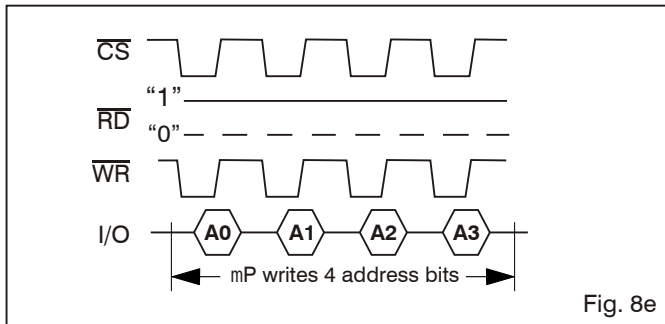 CS
“1”
RD
“0”
WR
I/O A0 A1 A2 A3
mP writes 4 address bits
Fig. 8e